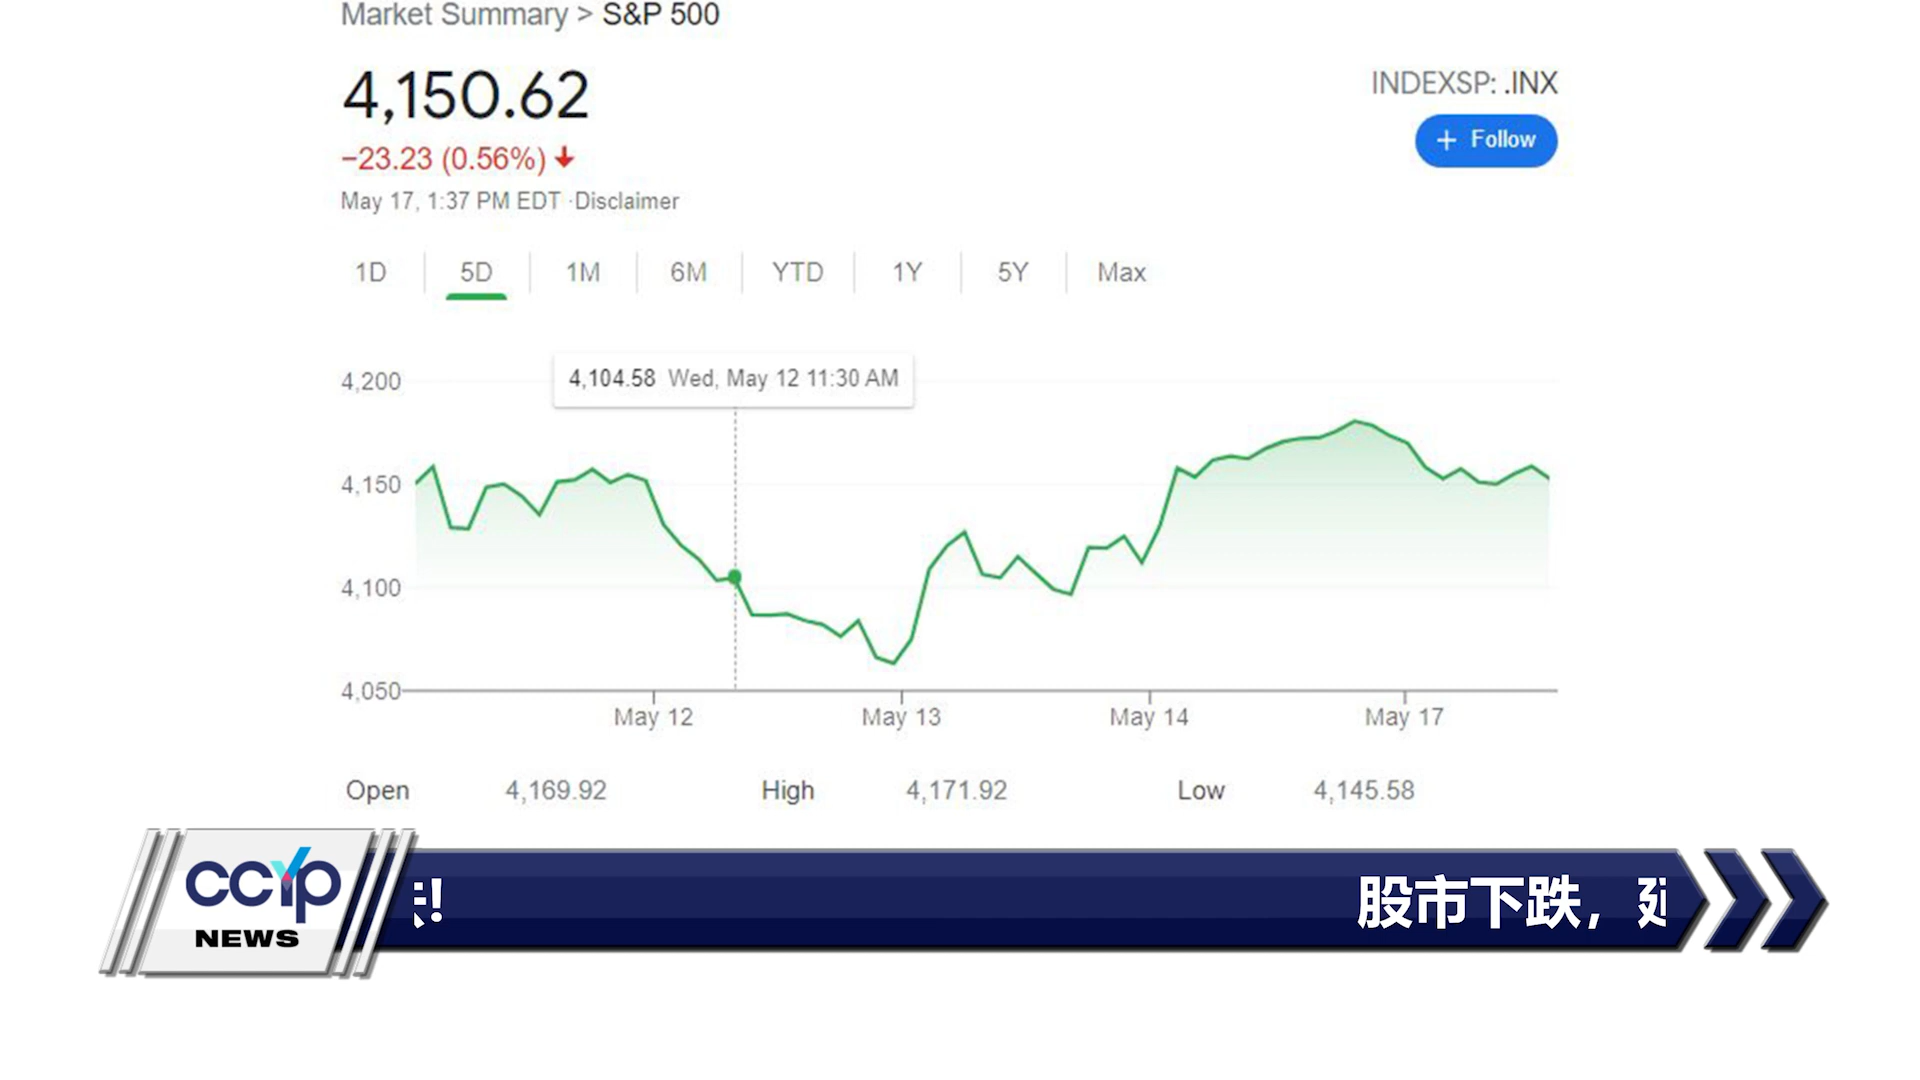 Market Summary > S&P 500
4,150.62
−23.23 (0.56%)
May 17, 1:37 PM EDT ·Disclaimer
INDEXSP: .INX
+ Follow
1D 5D 1M 6M YTD 1Y 5Y Max
4,104.58 Wed, May 12 11:30 AM
4,200
4,150
4,100
4,050
May 12 May 13 May 14 May 17
Open 4,169.92 High 4,171.92 Low 4,145.58
CCYP
NEWS
! 股市下跌，